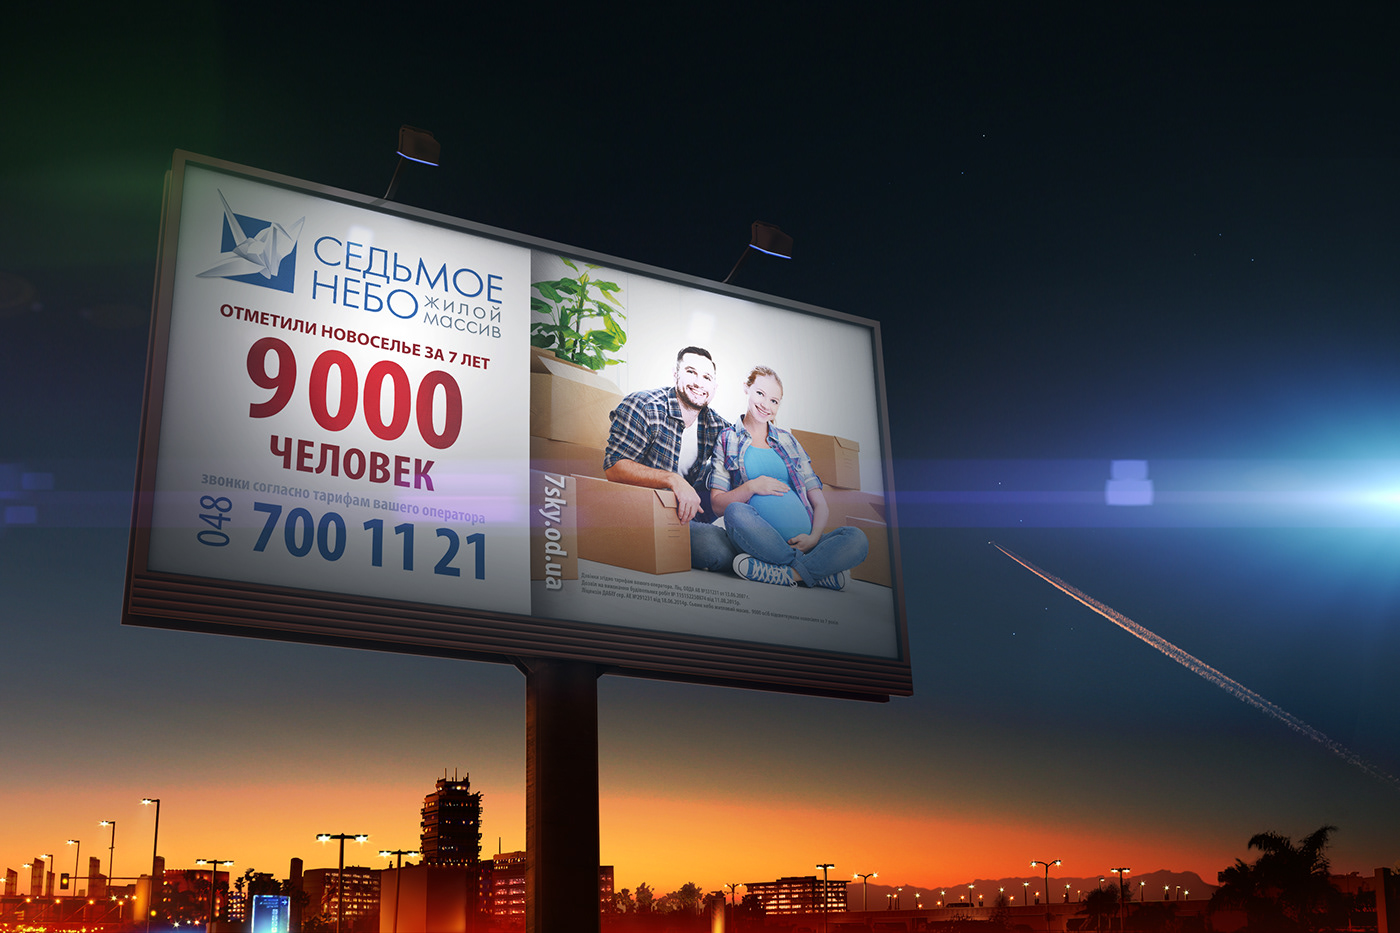 СЕДЬМОЕ
НЕБО
ЖИЛОЙ
МАССИВ
ОТМЕТИЛИ НОВОСЕЛЬЕ ЗА 7 ЛЕТ
9000
ЧЕЛОВЕК
звонки согласно тарифам вашего оператора
048
700 11 21
7sky.od.ua